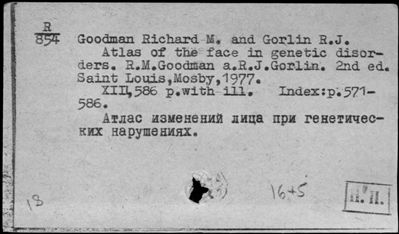 R
854
Goodman Richard M. and Gorlin R.J.
Atlas of the face in genetic disor-
ders. R.M.Goodman a.R.J.Gorlin. 2nd ed.
Saint Louis,Mosby,1977.
XIII,586 p.with ill. Index:p.571-
586.
Атлас изменений лица при генетичес-
ких нарушениях.
18
16+5
П.П.